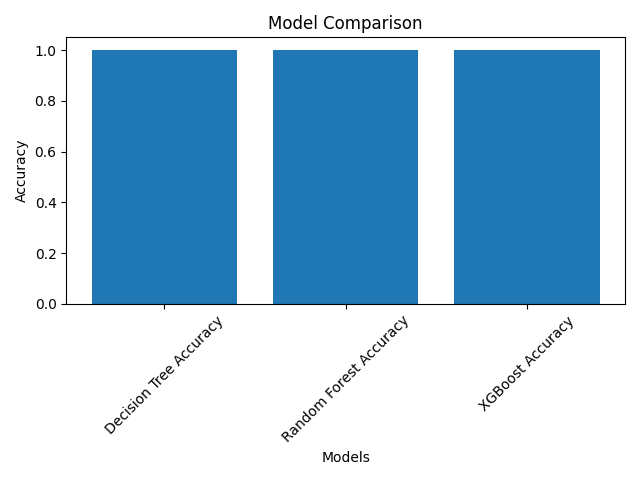 Model Comparison
1.0
0.8
0.6
0.4
0.2
0.0
Accuracy
Decision Tree Accuracy
Random Forest Accuracy
XGBoost Accuracy
Models